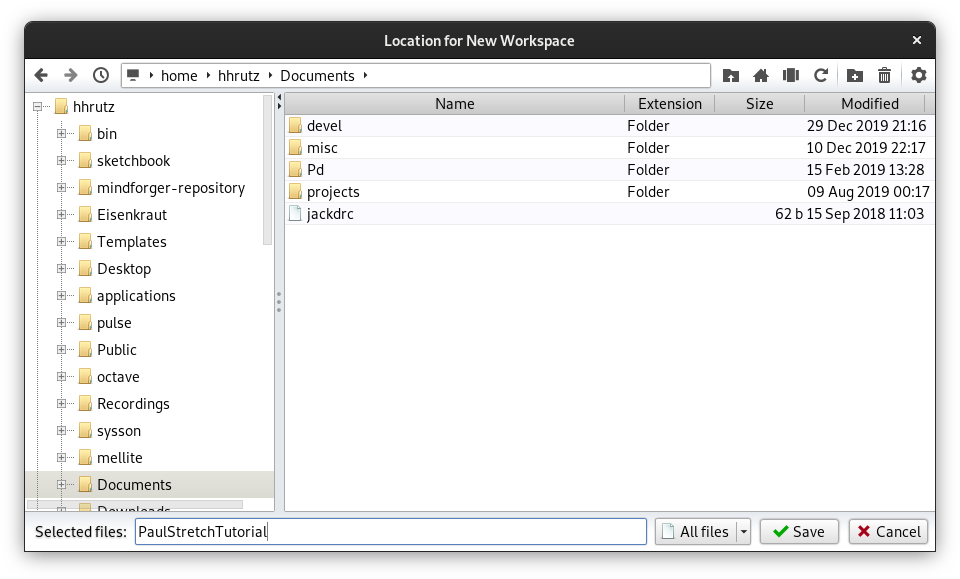 Location for New Workspace
home hhrutz Documents
hhrutz
bin
sketchbook
mindforger-repository
Eisenkraut
Templates
Desktop
applications
pulse
Public
octave
Recordings
sysson
mellite
Documents
Downloads
Name Extension Size Modified
devel Folder 29 Dec 2019 21:16
misc Folder 10 Dec 2019 22:17
Pd Folder 15 Feb 2019 13:28
projects Folder 09 Aug 2019 00:17
jackdrc 62 b 15 Sep 2018 11:03
Selected files: PaulStretchTutorial All files Save Cancel